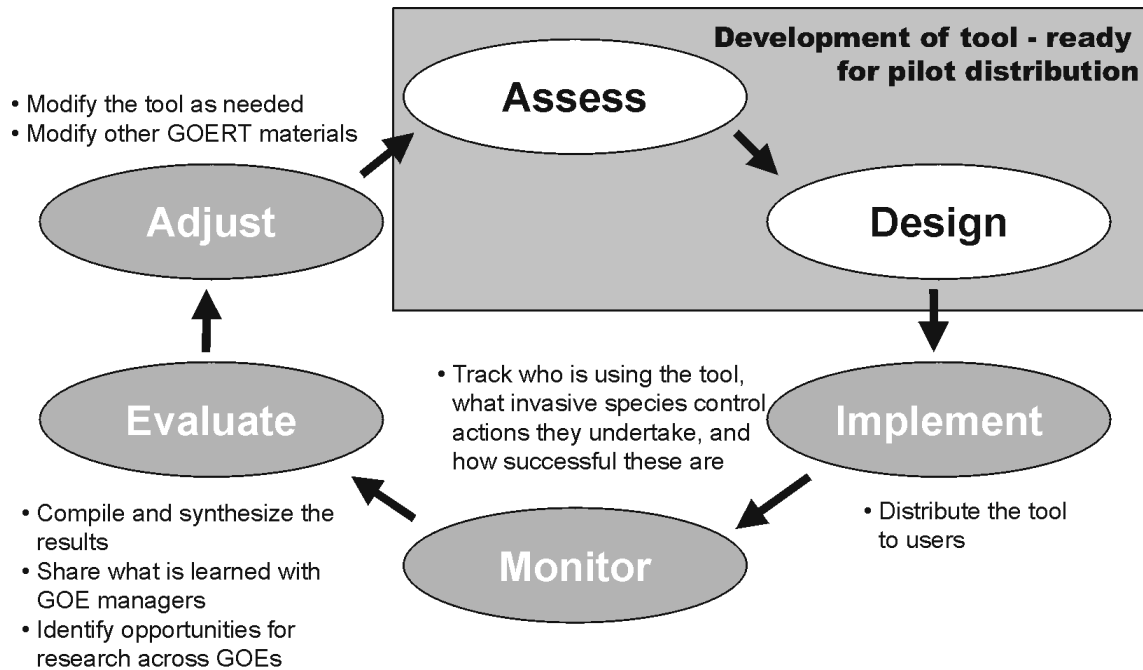 Development of tool - ready
for pilot distribution
Assess
• Modify the tool as needed
• Modify other GOERT materials
Adjust
Design
Evaluate
• Track who is using the tool,
what invasive species control
actions they undertake, and
how successful these are
Implement
• Compile and synthesize the
results
• Share what is learned with
GOE managers
• Identify opportunities for
research across GOEs
Monitor
• Distribute the tool
to users